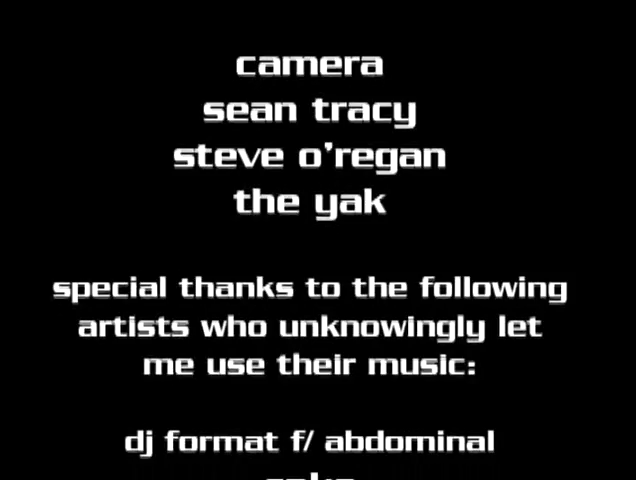 camera
sean tracy
steve o'regan
the yak
special thanks to the following
artists who unknowingly let
me use their music:
dj format f/ abdominal